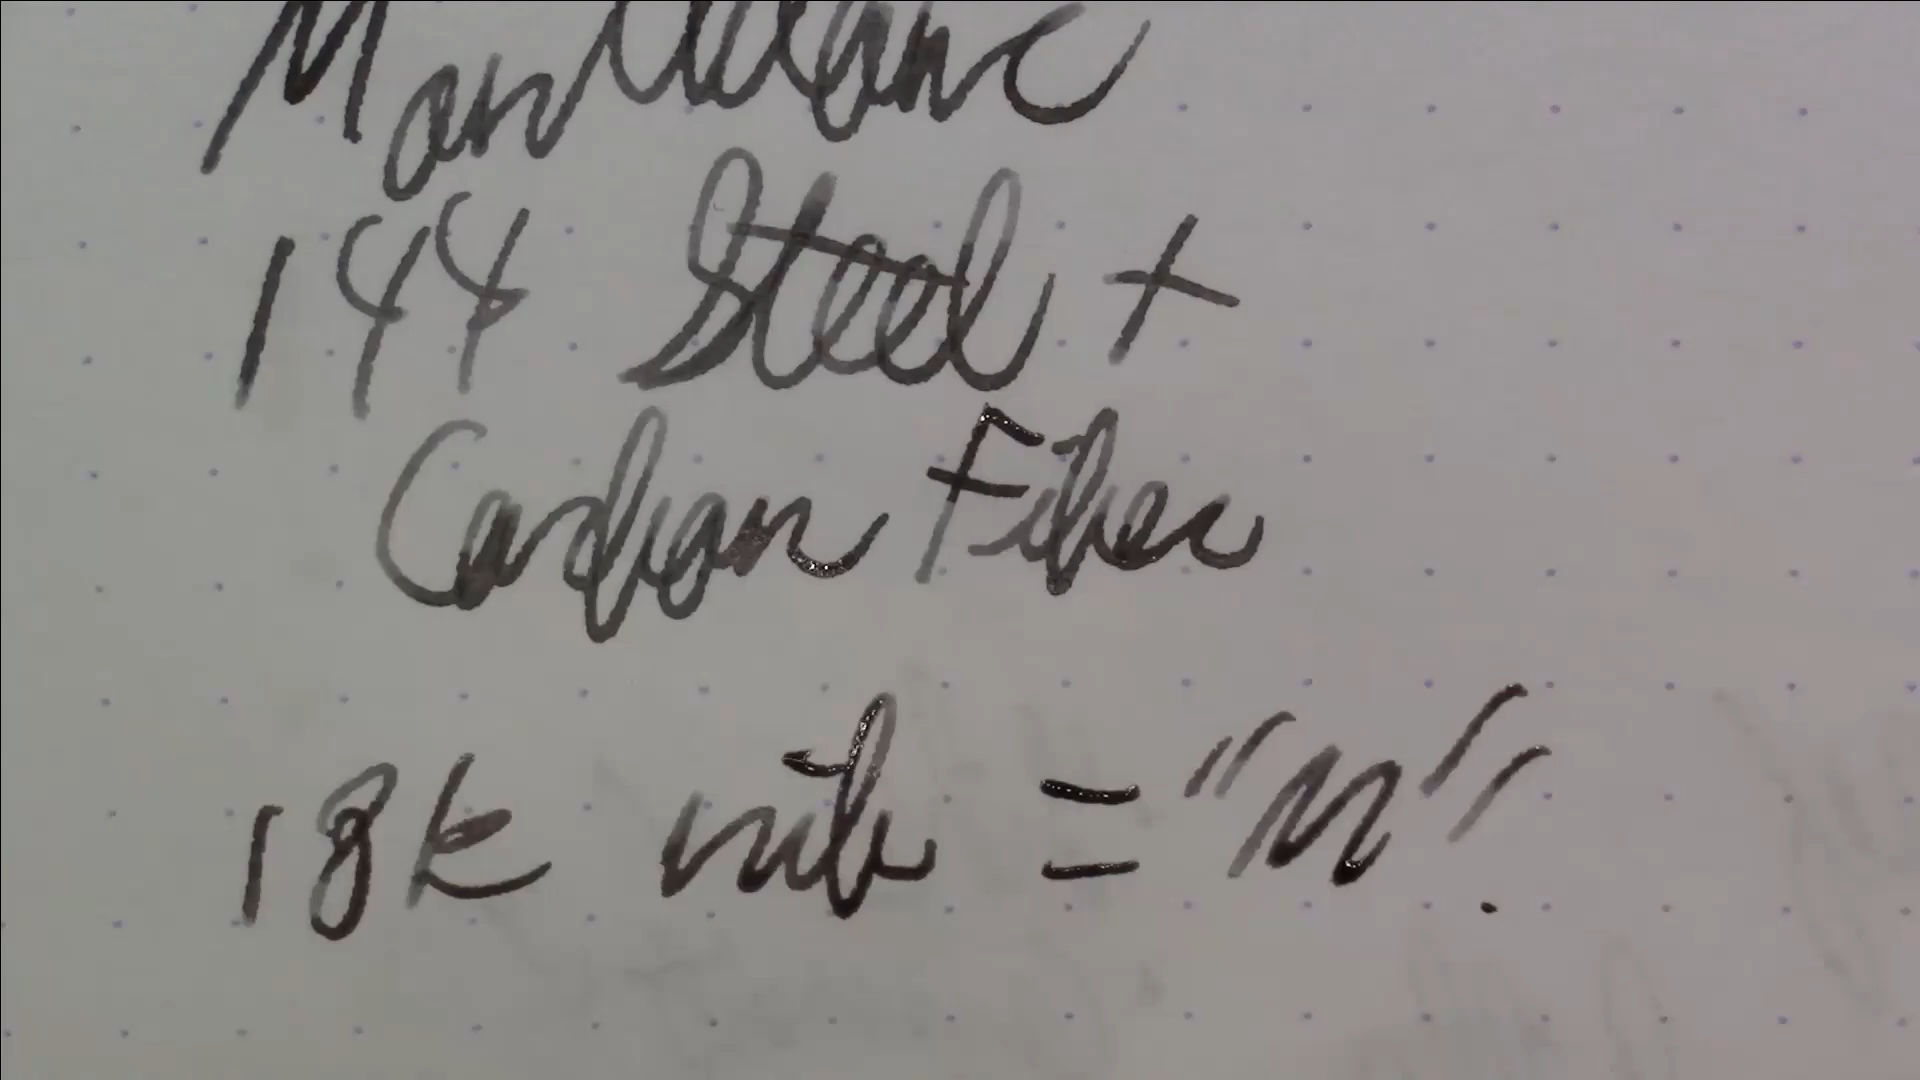 Montblanc
144 Steel +
Carbon Fiber
18k nib = "M".